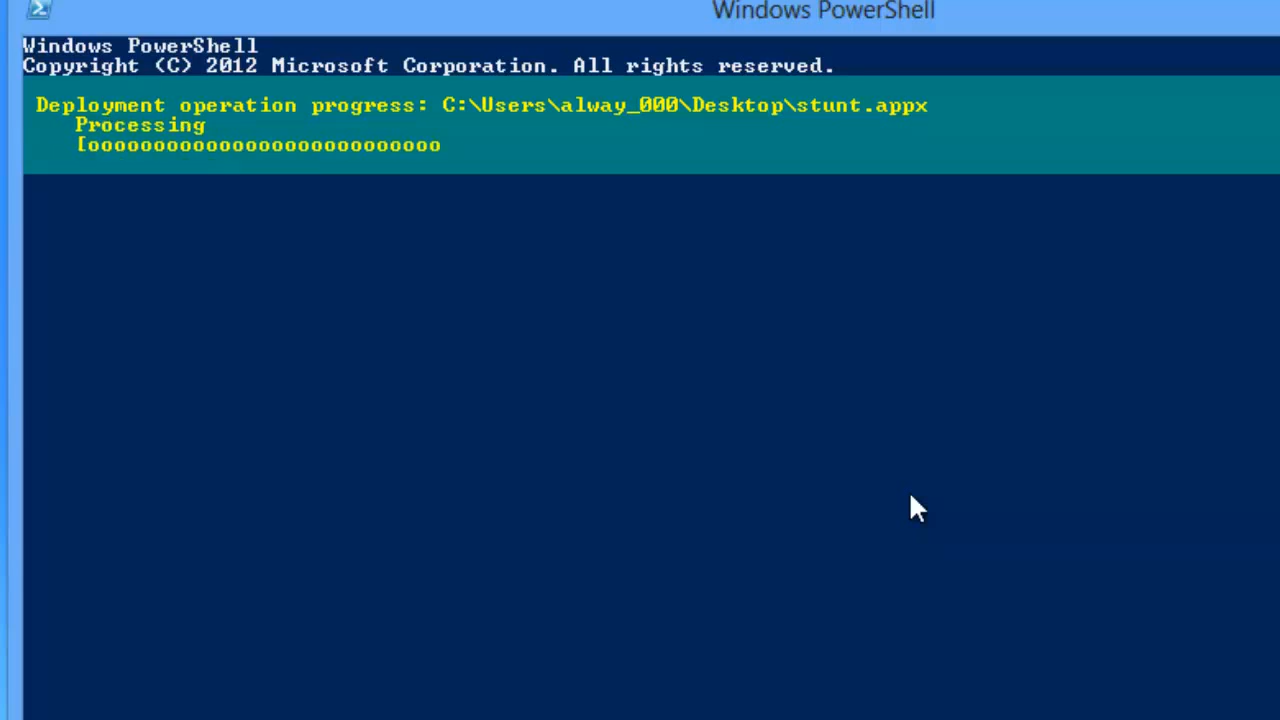 Windows PowerShell
Windows PowerShell
Copyright (C) 2012 Microsoft Corporation. All rights reserved.
Deployment operation progress: C:\Users\alway_000\Desktop\stunt.appx
Processing
[ooooooooooooooooooooooooooo